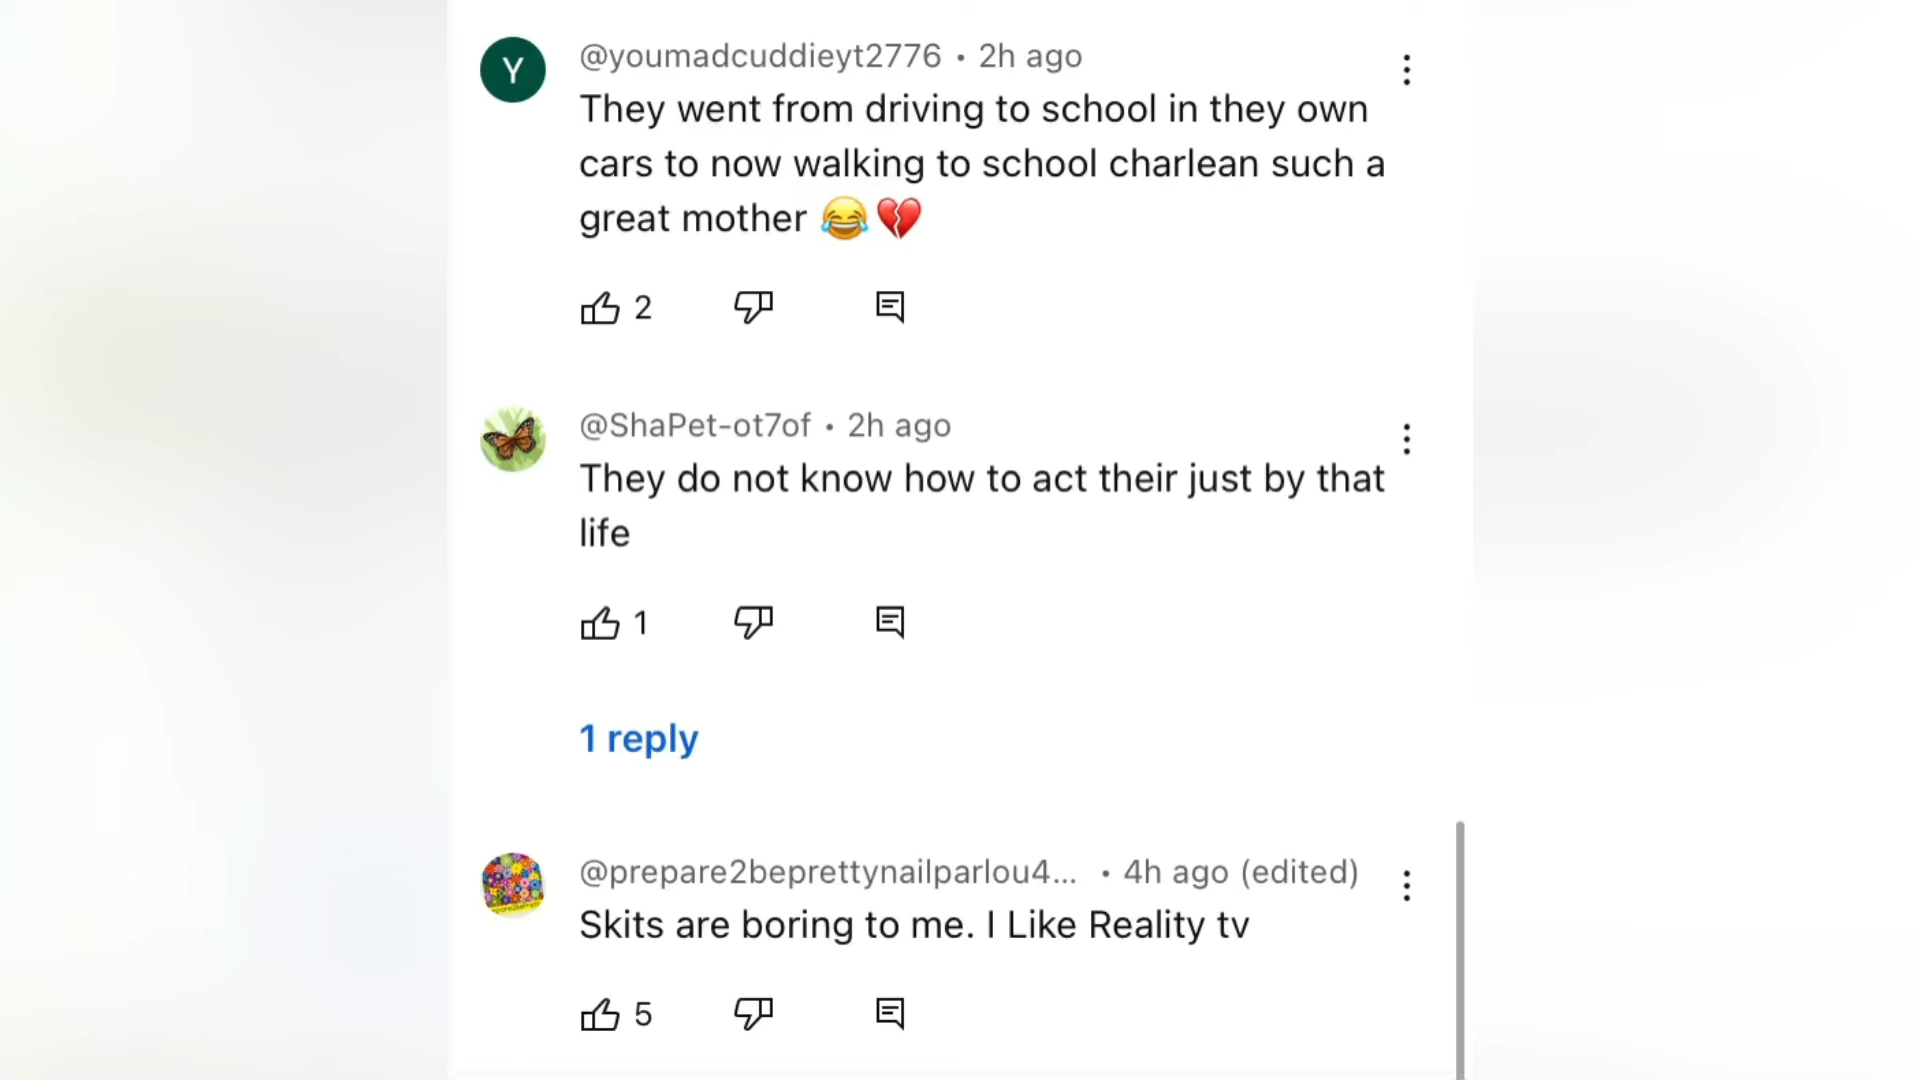 Y
@youmadcuddieyt2776 • 2h ago
They went from driving to school in they own
cars to now walking to school charlean such a
great mother 😂💔
2
@ShaPet-ot7of • 2h ago
They do not know how to act their just by that
life
1
1 reply
@prepare2beprettynailparlou4... • 4h ago (edited)
Skits are boring to me. I Like Reality tv
5